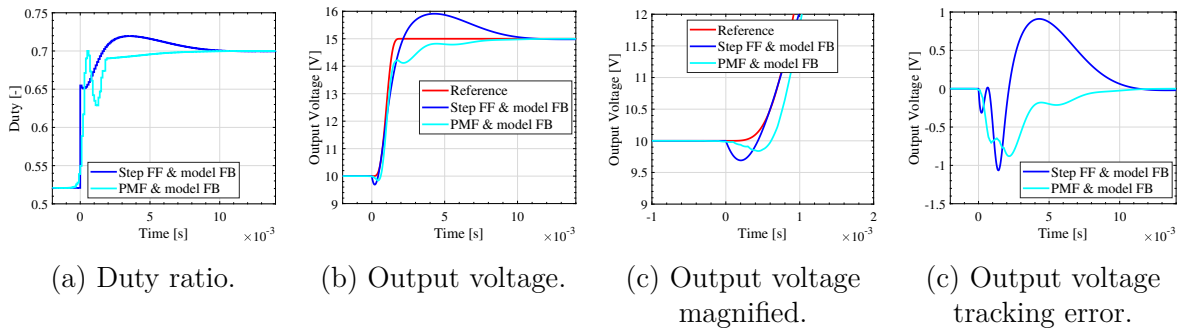 0.75
0.7
0.65
0.6
0.55
0.5
Duty [-]
Step FF & model FB
PMF & model FB
0
5
10
Time [s]
×10⁻³
(a) Duty ratio.
16
15
14
13
12
11
10
9
Output Voltage [V]
Reference
Step FF & model FB
PMF & model FB
0
5
10
Time [s]
×10⁻³
(b) Output voltage.
12
11.5
11
10.5
10
9.5
9
Output Voltage [V]
Reference
Step FF & model FB
PMF & model FB
-1
0
1
2
Time [s]
×10⁻³
(c) Output voltage
magnified.
1
0.5
0
-0.5
-1
-1.5
Output Voltage [V]
Step FF & model FB
PMF & model FB
0
5
10
Time [s]
×10⁻³
(c) Output voltage
tracking error.